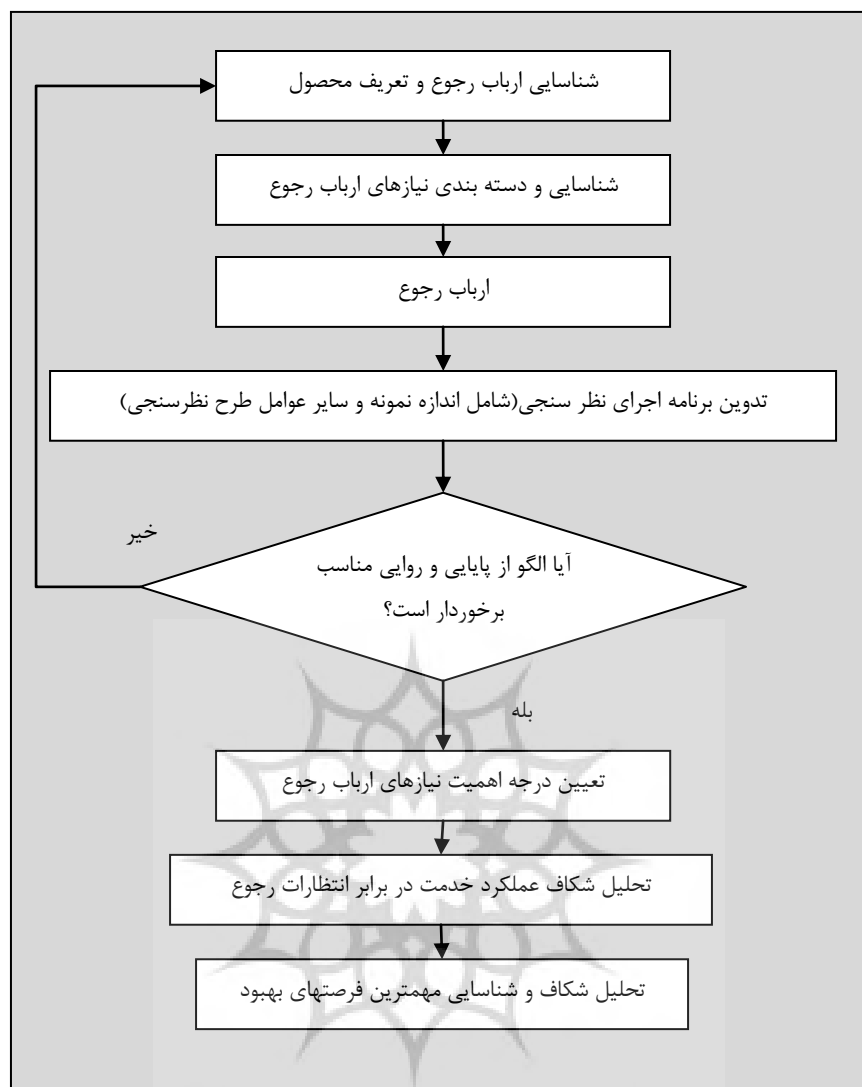 شناسایی ارباب رجوع و تعریف محصول
شناسایی و دسته بندی نیازهای ارباب رجوع
ارباب رجوع
تدوین برنامه اجرای نظر سنجی(شامل اندازه نمونه و سایر عوامل طرح نظرسنجی)
خیر
آیا الگو از پایایی و روایی مناسب
برخوردار است؟
بله
تعیین درجه اهمیت نیازهای ارباب رجوع
تحلیل شکاف عملکرد خدمت در برابر انتظارات رجوع
تحلیل شکاف و شناسایی مهمترین فرصتهای بهبود